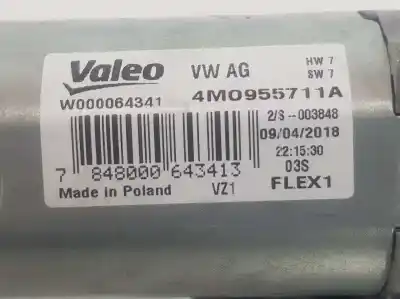 Valeo VW AG HW 7
SW 7
W000064341 4M0955711A
2/S--003848
09/04/2018
22:15:30
7 848000 643413 03S
Made in Poland VZ1 FLEX1